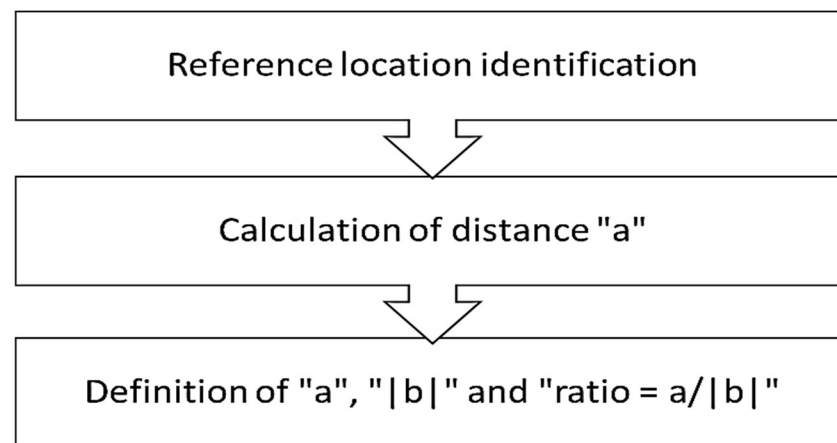 Reference location identification
Calculation of distance "a"
Definition of "a", "|b|" and "ratio = a/|b|"